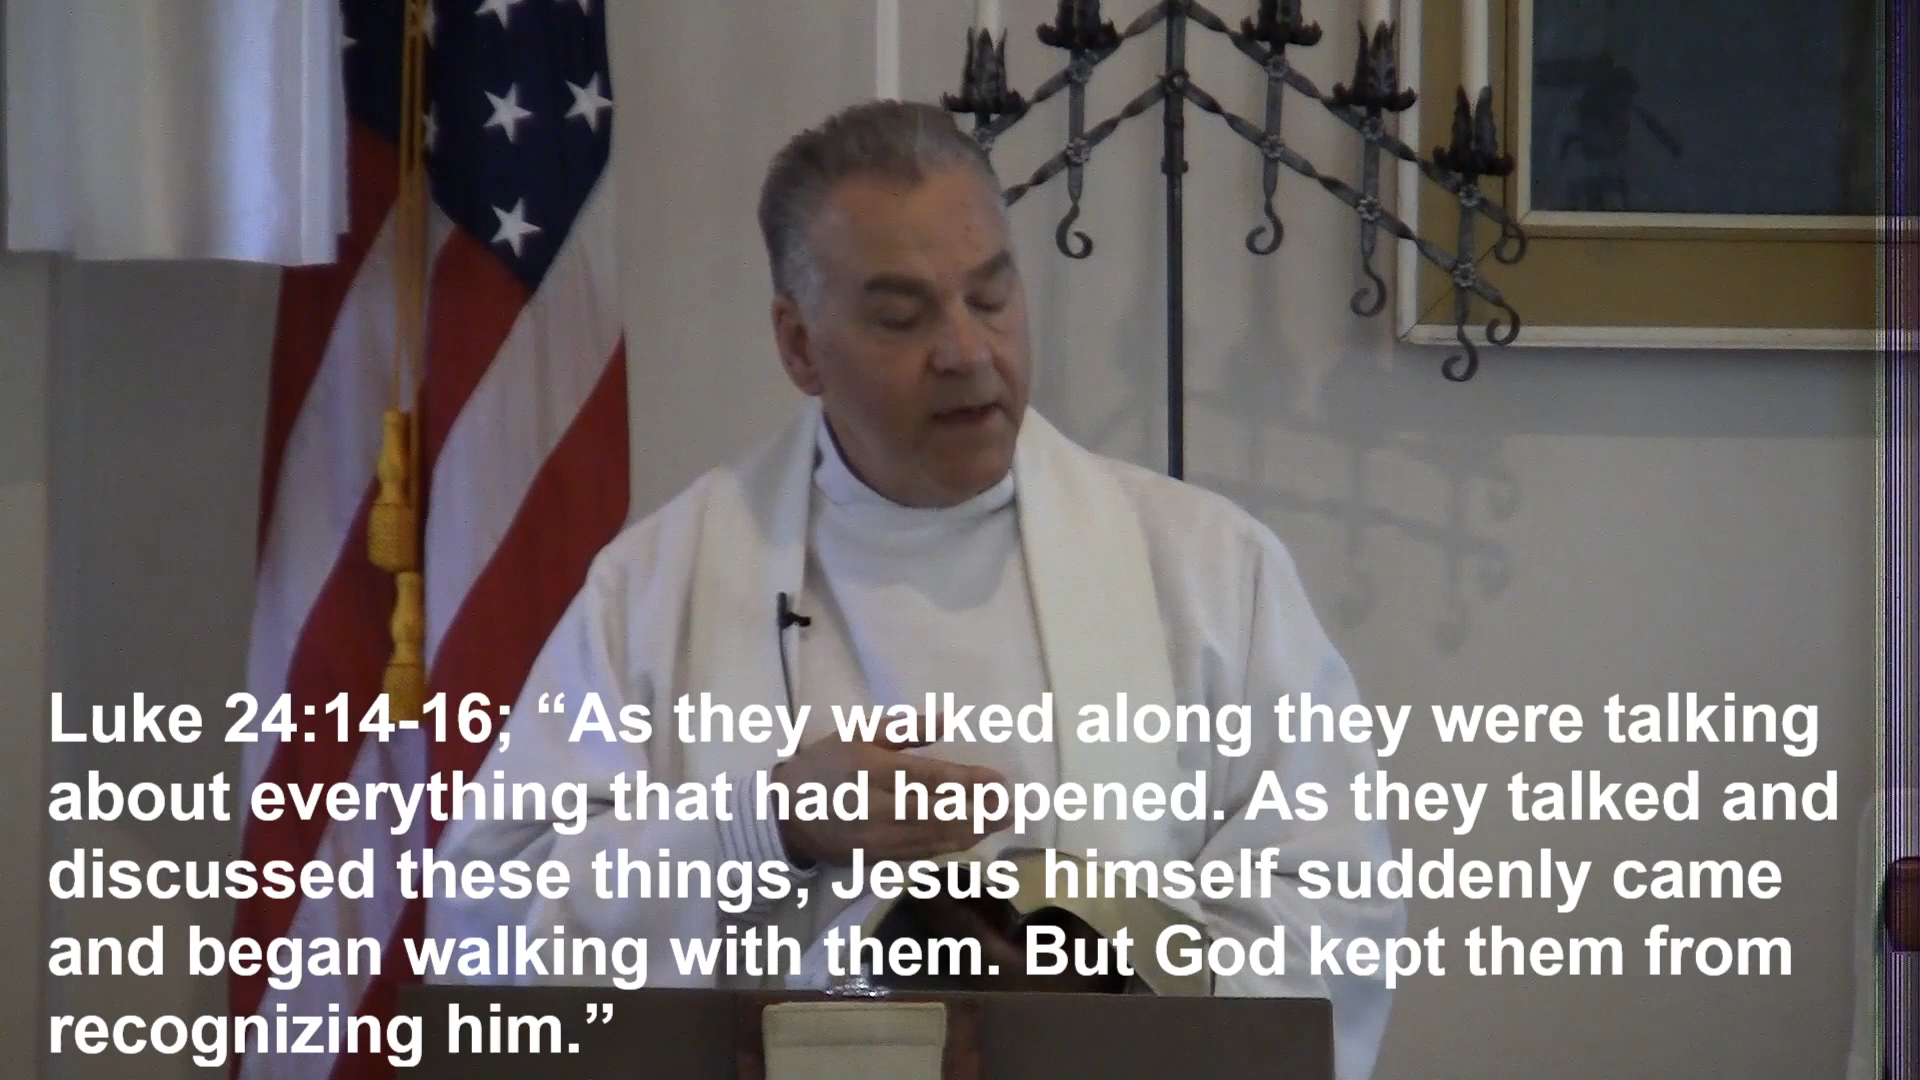 Luke 24:14-16; “As they walked along they were talking
about everything that had happened. As they talked and
discussed these things, Jesus himself suddenly came
and began walking with them. But God kept them from
recognizing him.”